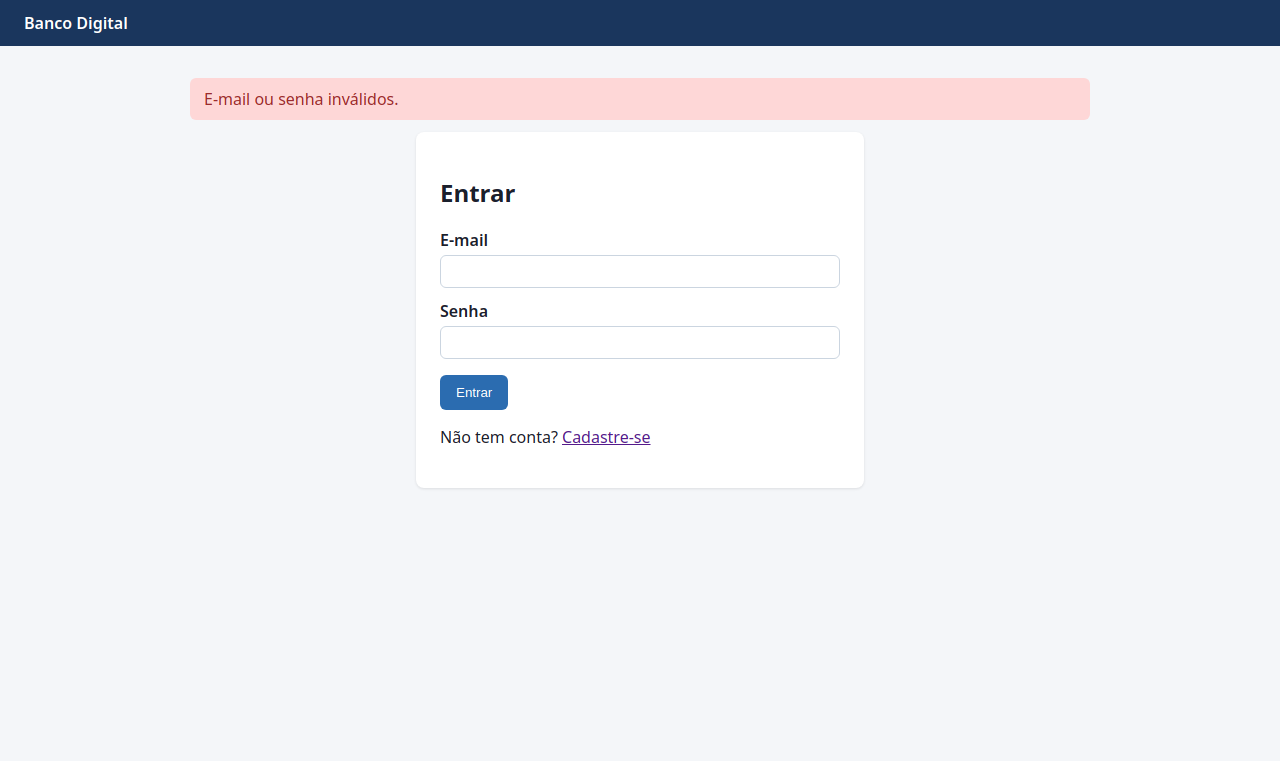 Banco Digital
E-mail ou senha inválidos.
Entrar
E-mail
Senha
Entrar
Não tem conta? Cadastre-se